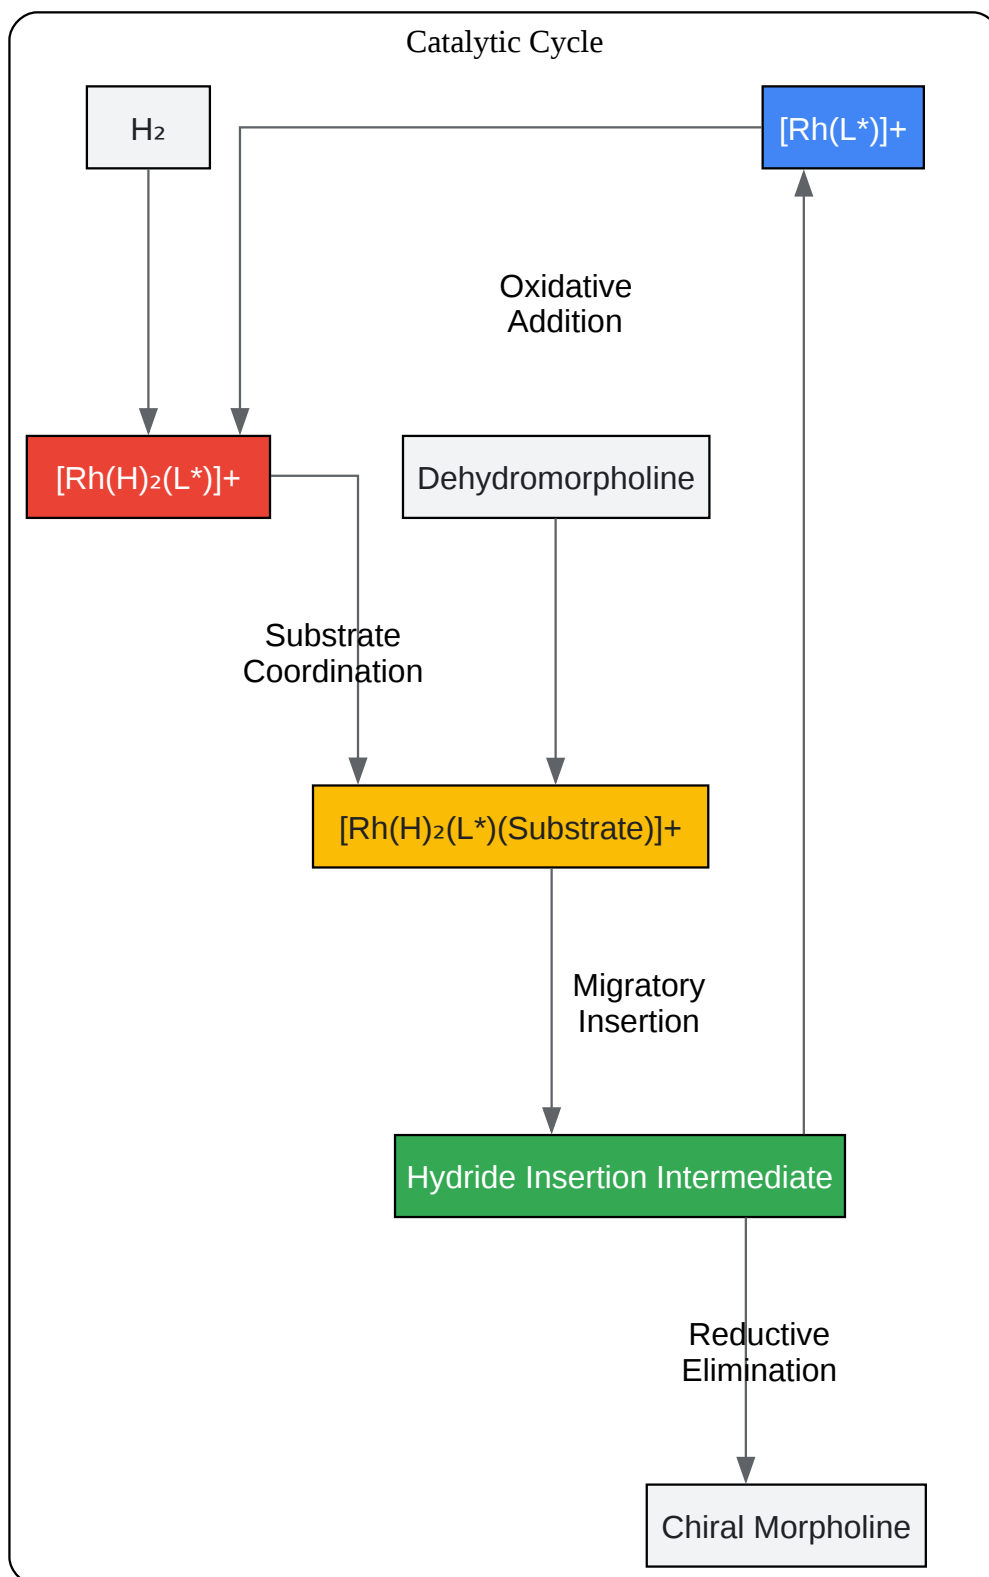 Catalytic Cycle
H₂
[Rh(L*)]+
Oxidative
Addition
[Rh(H)₂(L*)]+
Dehydromorpholine
Substrate
Coordination
[Rh(H)₂(L*)(Substrate)]+
Migratory
Insertion
Hydride Insertion Intermediate
Reductive
Elimination
Chiral Morpholine